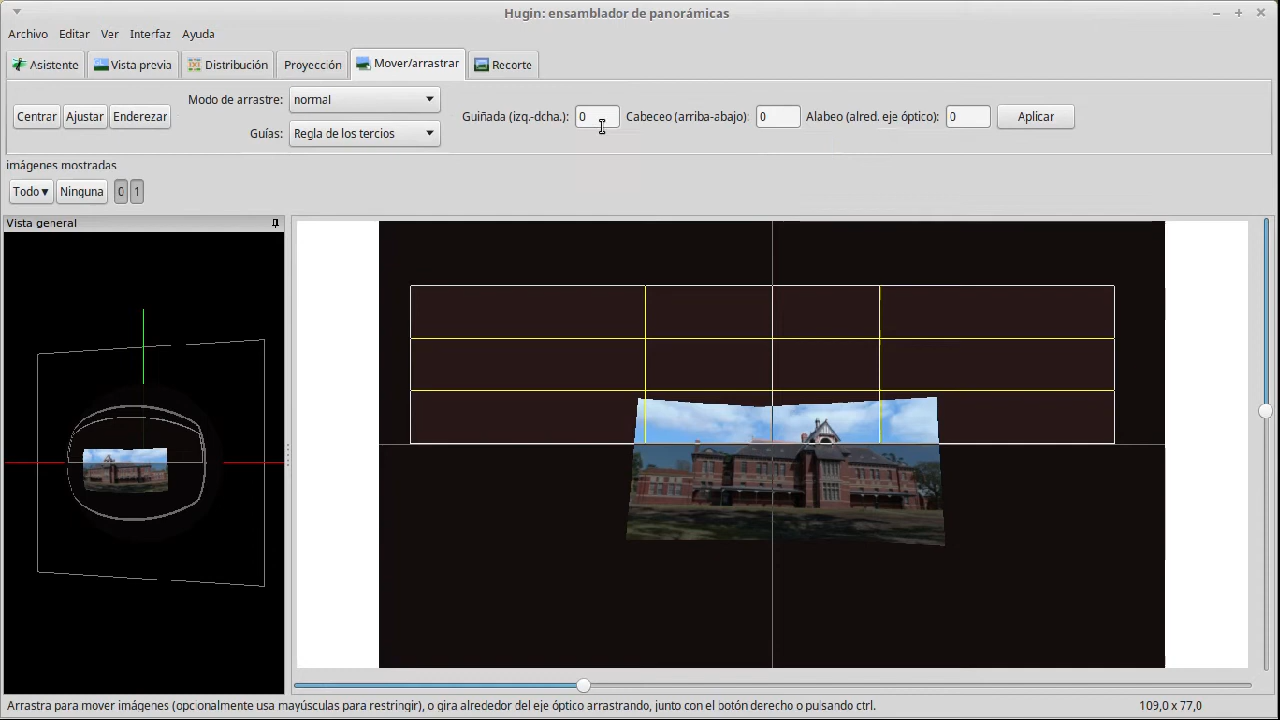 Hugin: ensamblador de panorámicas
Archivo Editar Ver Interfaz Ayuda
Asistente Vista previa Distribución Proyección Mover/arrastrar Recorte
Centrar Ajustar Enderezar Modo de arrastre: normal Guiñada (izq.-dcha.): 0 Cabeceo (arriba-abajo): 0 Alabeo (alred. eje óptico): 0 Aplicar
Guías: Regla de los tercios
imágenes mostradas
Todo Ninguna 0 1
Vista general
Arrastra para mover imágenes (opcionalmente usa mayúsculas para restringir), o gira alrededor del eje óptico arrastrando, junto con el botón derecho o pulsando ctrl. 109,0 x 77,0